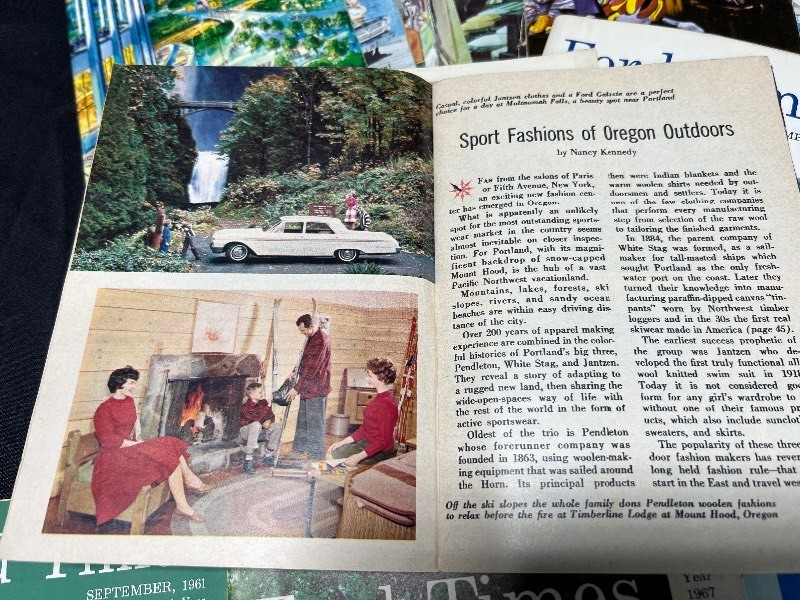 Ford
Casual, colorful Jantzen clothes and a Ford Galaxie are a perfect
choice for a day at Multnomah Falls, a beauty spot near Portland
Sport Fashions of Oregon Outdoors
by Nancy Kennedy
FAR from the salons of Paris
or Fifth Avenue, New York,
an exciting new fashion cen-
ter has emerged in Oregon.
What is apparently an unlikely
spot for the most outstanding sports-
wear market in the country seems
almost inevitable on closer inspec-
tion. For Portland, with its magni-
ficent backdrop of snow-capped
Mount Hood, is the hub of a vast
Pacific Northwest vacationland.
Mountains, lakes, forests, ski
slopes, rivers, and sandy ocean
beaches are within easy driving dis-
tance of the city.
Over 200 years of apparel making
experience are combined in the color-
ful histories of Portland's big three,
Pendleton, White Stag, and Jantzen.
They reveal a story of adapting to
a rugged new land, then sharing the
wide-open-spaces way of life with
the rest of the world in the form of
active sportswear.
Oldest of the trio is Pendleton
whose forerunner company was
founded in 1863, using woolen-mak-
ing equipment that was sailed around
the Horn. Its principal products
then were Indian blankets and the
warm woolen shirts needed by out-
doorsmen and settlers. Today it is
one of the few clothing companies
that perform every manufacturing
step from selection of the raw wool
to tailoring the finished garments.
In 1884, the parent company of
White Stag was formed, as a sail-
maker for tall-masted ships which
sought Portland as the only fresh-
water port on the coast. Later they
turned their knowledge into manu-
facturing paraffin-dipped canvas "tin-
pants" worn by Northwest timber
loggers and in the 30s the first real
skiwear made in America (page 45).
The earliest success prophetic of
the group was Jantzen who de-
veloped the first truly functional all
wool knitted swim suit in
Today it is not considered
form for any girl's wardrobe to
without one of their famous
ucts, which also include
sweaters, and skirts.
The popularity of these three
door fashion makers has
long held fashion rule—that
start in the East and travel
Off the ski slopes the whole family dons Pendleton woolen fashions
to relax before the fire at Timberline Lodge at Mount Hood, Oregon
SEPTEMBER, 1961
Ford Times
Year
1967